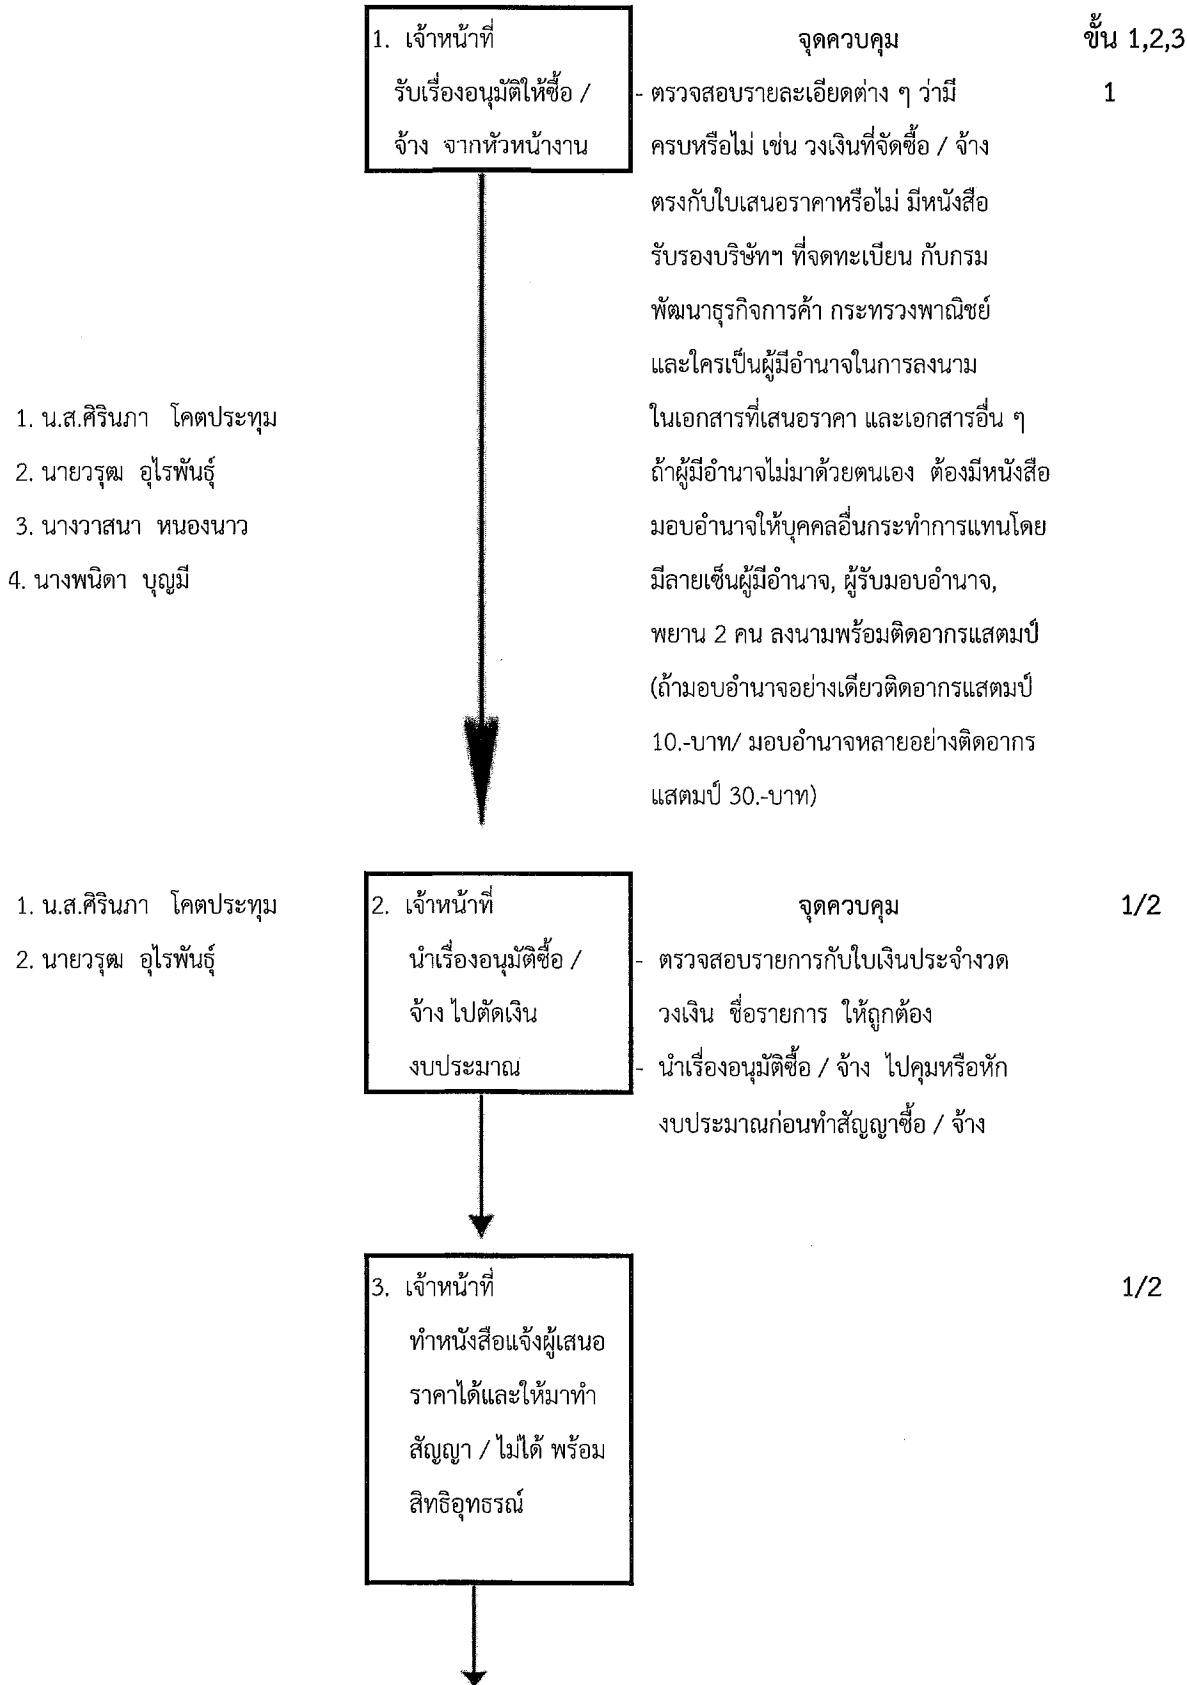 1. เจ้าหน้าที่
รับเรื่องอนุมัติให้ซื้อ /
จ้าง จากหัวหน้างาน
จุดควบคุม
ขั้น 1,2,3
- ตรวจสอบรายละเอียดต่าง ๆ ว่ามี
1
ครบหรือไม่ เช่น วงเงินที่จัดซื้อ / จ้าง
ตรงกับใบเสนอราคาหรือไม่ มีหนังสือ
รับรองบริษัทฯ ที่จดทะเบียน กับกรม
พัฒนาธุรกิจการค้า กระทรวงพาณิชย์
และใครเป็นผู้มีอำนาจในการลงนาม
ในเอกสารที่เสนอราคา และเอกสารอื่น ๆ
ถ้าผู้มีอำนาจไม่มาด้วยตนเอง ต้องมีหนังสือ
มอบอำนาจให้บุคคลอื่นกระทำการแทนโดย
มีลายเซ็นผู้มีอำนาจ, ผู้รับมอบอำนาจ,
พยาน 2 คน ลงนามพร้อมติดอากรแสตมป์
(ถ้ามอบอำนาจอย่างเดียวติดอากรแสตมป์
10.-บาท/ มอบอำนาจหลายอย่างติดอากร
แสตมป์ 30.-บาท)
1. น.ส.ศิรินภา โคตประทุม
2. นายวรุฒ อุไรพันธุ์
3. นางวาสนา หนองนาว
4. นางพนิดา บุญมี
1. น.ส.ศิรินภา โคตประทุม
2. นายวรุฒ อุไรพันธุ์
2. เจ้าหน้าที่
นำเรื่องอนุมัติซื้อ /
จ้าง ไปตัดเงิน
งบประมาณ
จุดควบคุม
1/2
- ตรวจสอบรายการกับใบเงินประจำงวด
วงเงิน ชื่อรายการ ให้ถูกต้อง
- นำเรื่องอนุมัติซื้อ / จ้าง ไปคุมหรือหัก
งบประมาณก่อนทำสัญญาซื้อ / จ้าง
3. เจ้าหน้าที่
ทำหนังสือแจ้งผู้เสนอ
ราคาได้และให้มาทำ
สัญญา / ไม่ได้ พร้อม
สิทธิอุทธรณ์
1/2